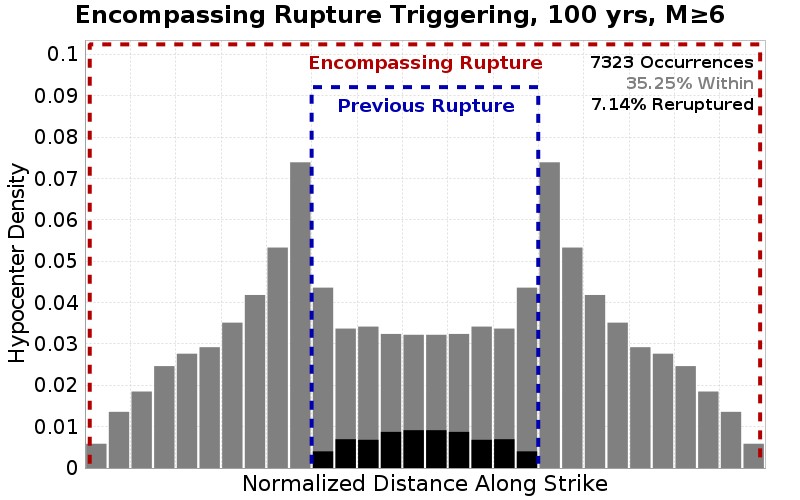 Encompassing Rupture Triggering, 100 yrs, M≥6
0.1
0.09
0.08
0.07
0.06
0.05
0.04
0.03
0.02
0.01
0
Hypocenter Density
Encompassing Rupture
Previous Rupture
7323 Occurrences
35.25% Within
7.14% Reruptured
Normalized Distance Along Strike